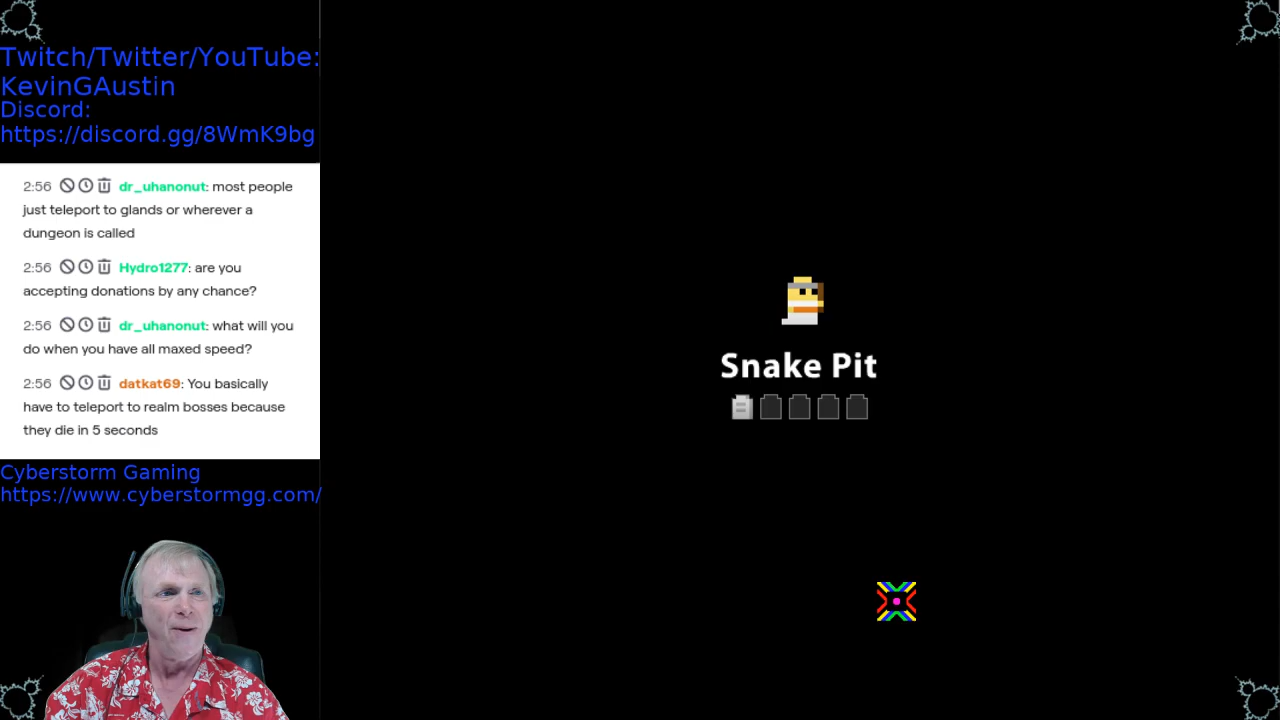 Twitch/Twitter/YouTube:
KevinGAustin
Discord:
https://discord.gg/8WmK9bg
2:56 dr_uhanonut: most people
just teleport to glands or wherever a
dungeon is called
2:56 Hydro1277: are you
accepting donations by any chance?
2:56 dr_uhanonut: what will you
do when you have all maxed speed?
2:56 datkat69: You basically
have to teleport to realm bosses because
they die in 5 seconds
Cyberstorm Gaming
https://www.cyberstormgg.com/
Snake Pit